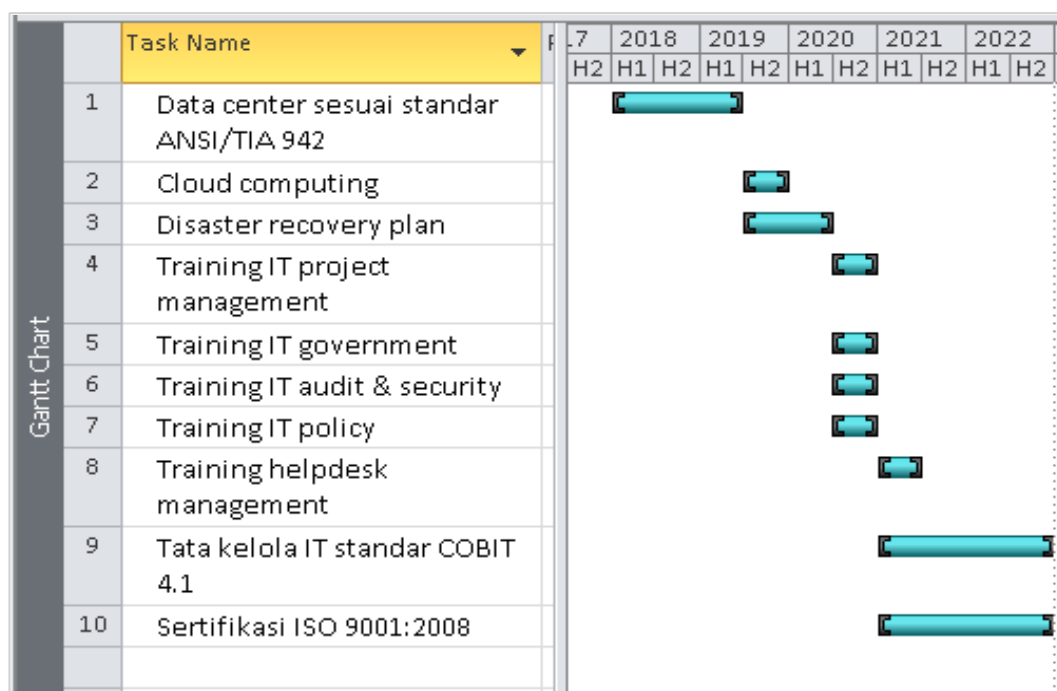 Task Name
.7 2018 2019 2020 2021 2022
H2 H1 H2 H1 H2 H1 H2 H1 H2 H1 H2
Gantt Chart
1 Data center sesuai standar
ANSI/TIA 942
2 Cloud computing
3 Disaster recovery plan
4 Training IT project
management
5 Training IT government
6 Training IT audit & security
7 Training IT policy
8 Training helpdesk
management
9 Tata kelola IT standar COBIT
4.1
10 Sertifikasi ISO 9001:2008